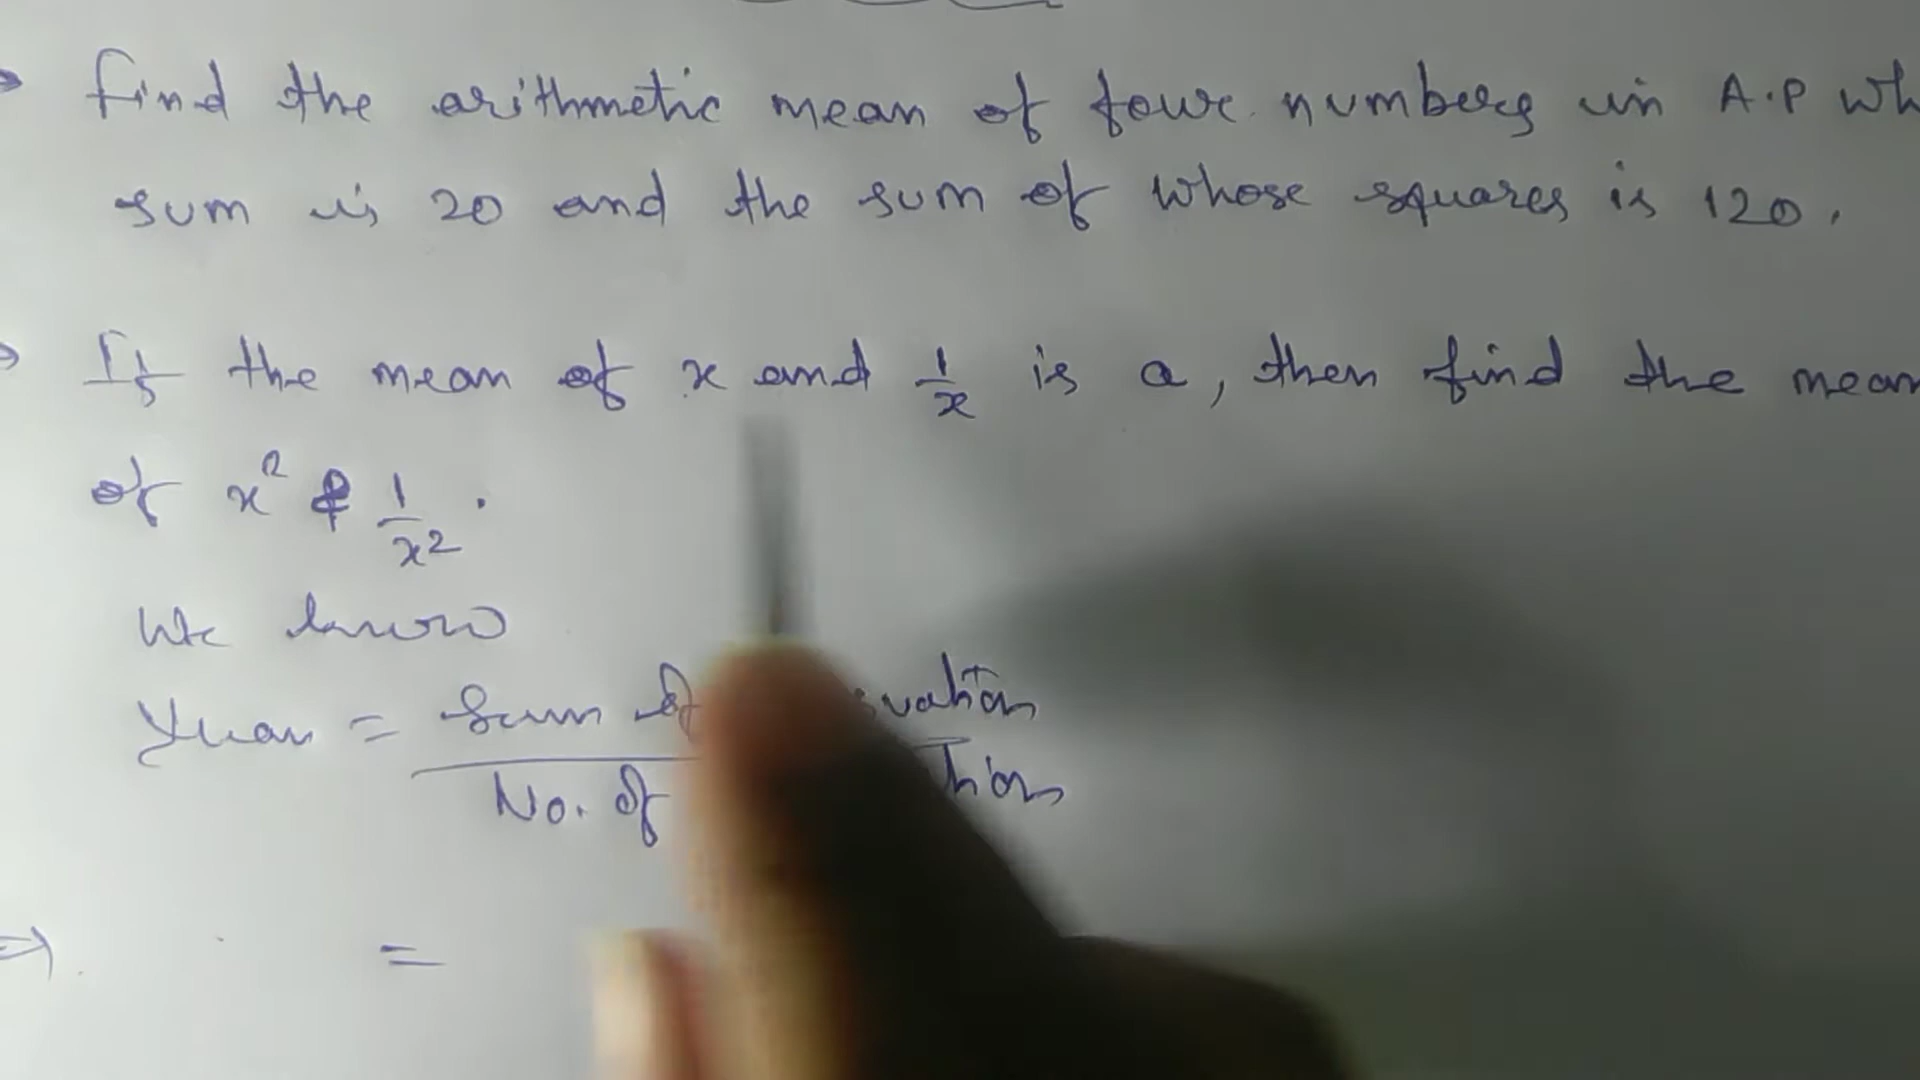 find the arithmetic mean of four numbers in A.P
sum is 20 and the sum of whose squares is 120.
If the mean of x and 1/x is a, then find the mean
of x² & 1/x².
We know
Mean = Sum of
No. of
⇒ =